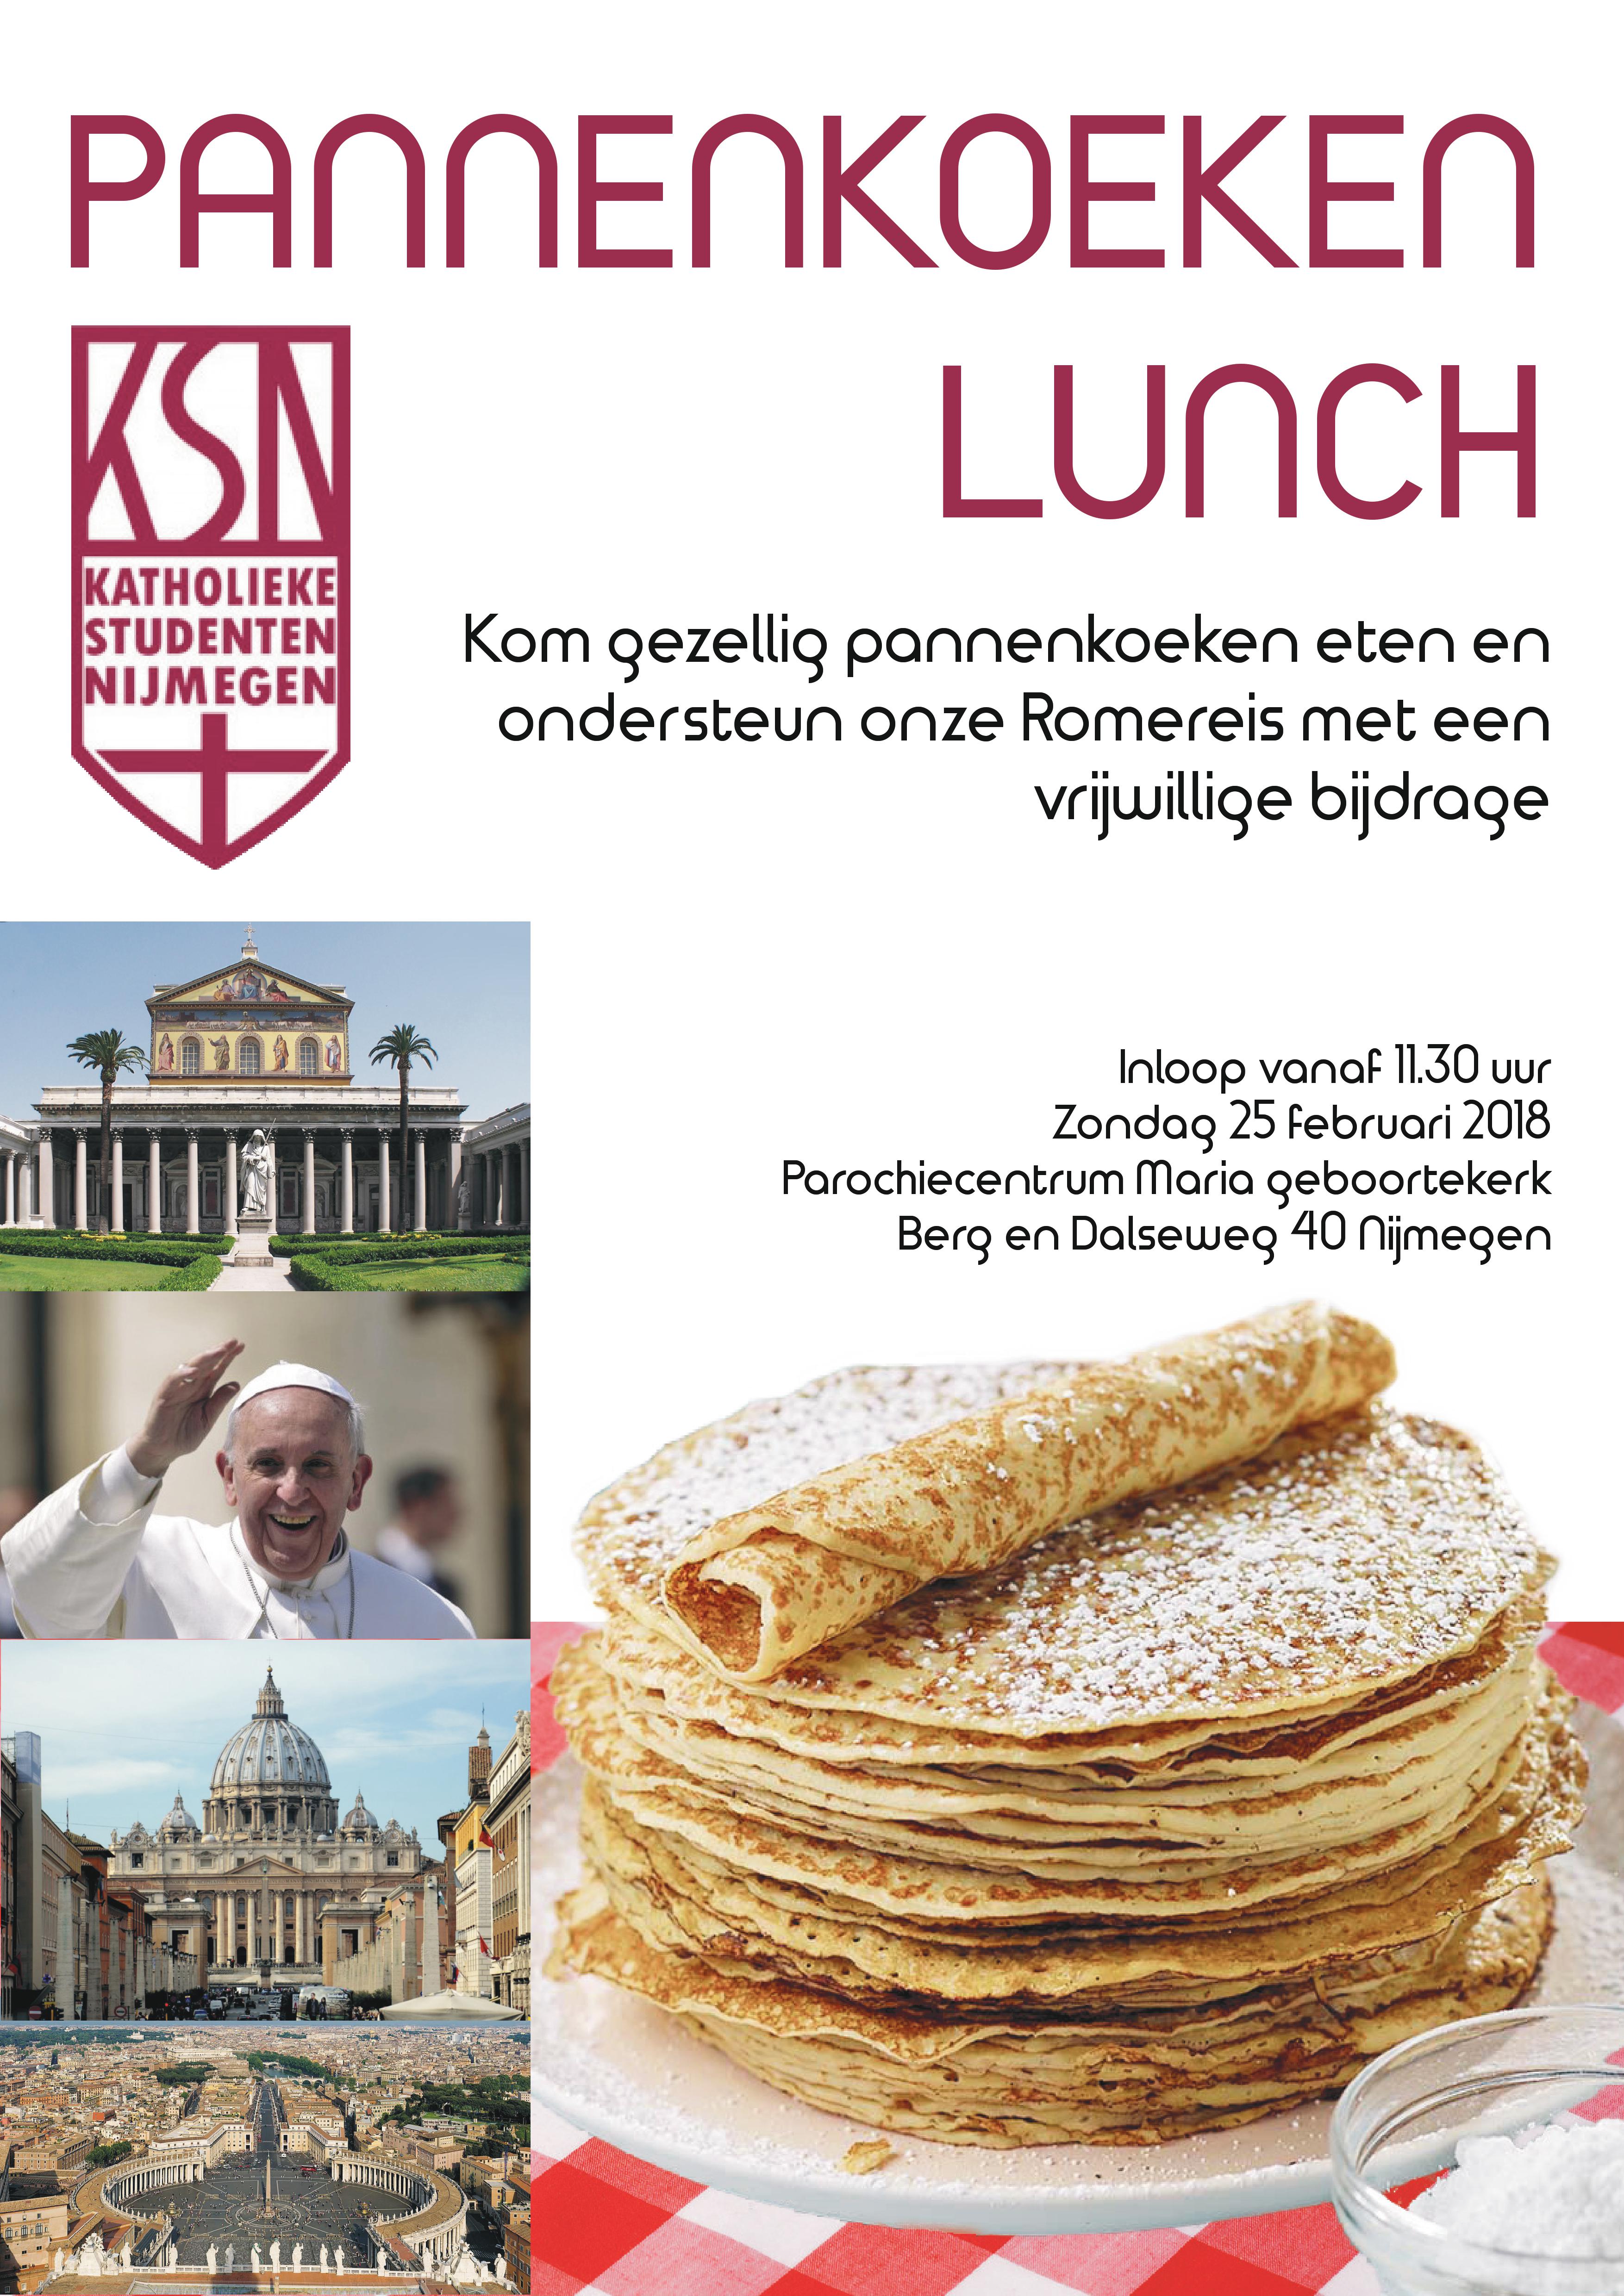 PANNENKOEKEN
LUNCH
KSN
KATHOLIEKE
STUDENTEN
NIJMEGEN
Kom gezellig pannenkoeken eten en
ondersteun onze Romereis met een
vrijwillige bijdrage
Inloop vanaf 11.30 uur
Zondag 25 februari 2018
Parochiecentrum Maria geboortekerk
Berg en Dalseweg 40 Nijmegen